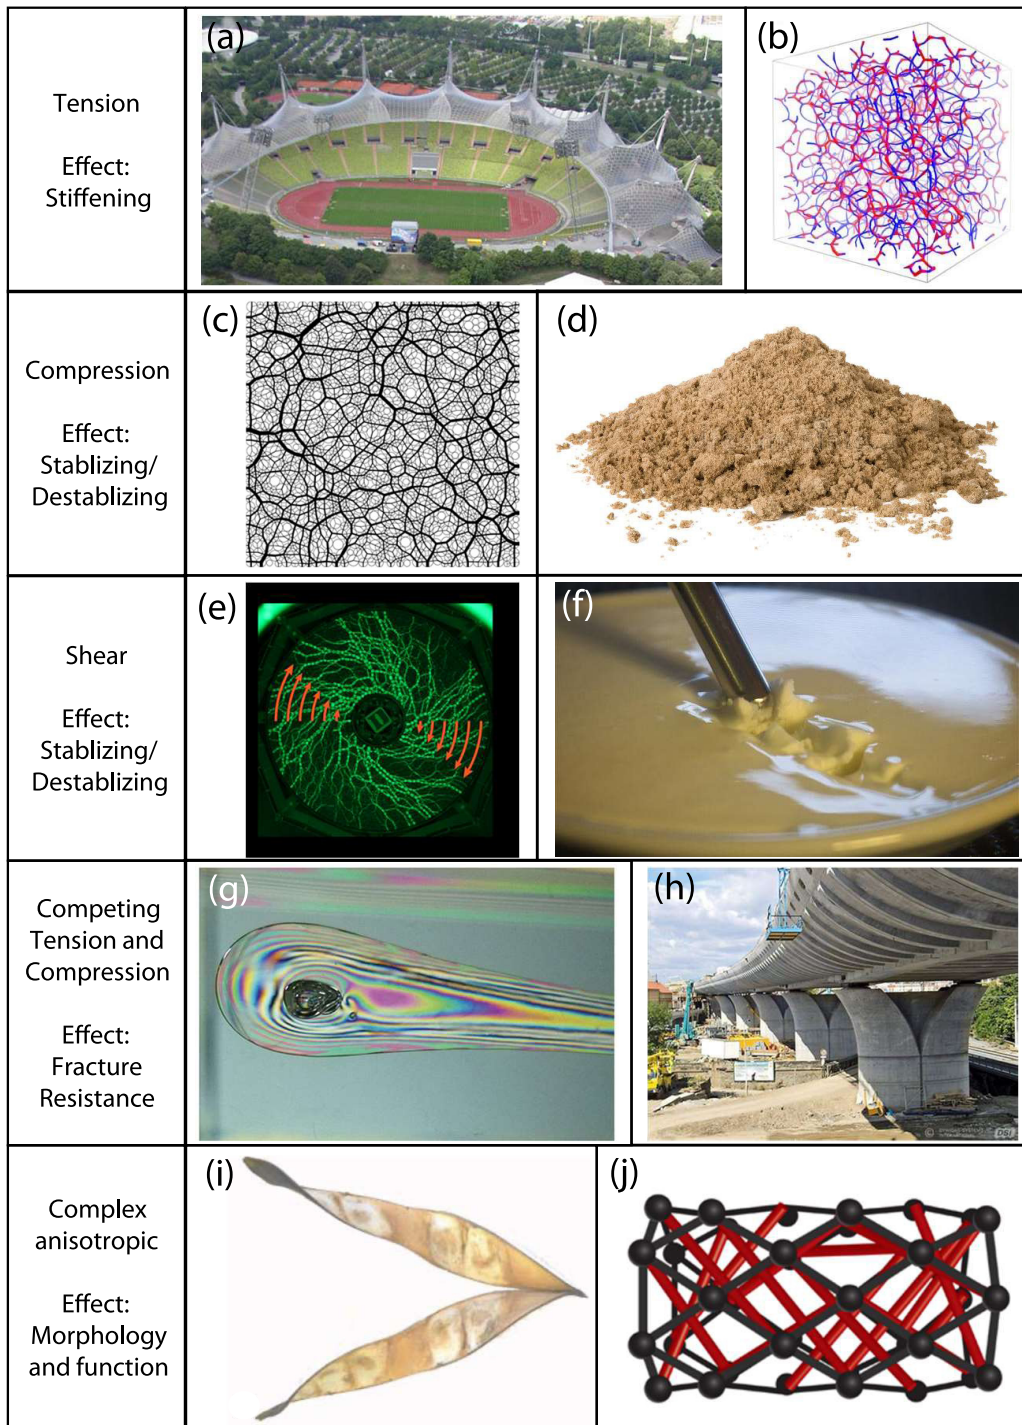 Tension
Effect:
Stiffening
(a)
(b)
Compression
Effect:
Stablizing/
Destablizing
(c)
(d)
Shear
Effect:
Stablizing/
Destablizing
(e)
(f)
Competing
Tension and
Compression
Effect:
Fracture
Resistance
(g)
(h)
©
DSI
Complex
anisotropic
Effect:
Morphology
and function
(i)
(j)